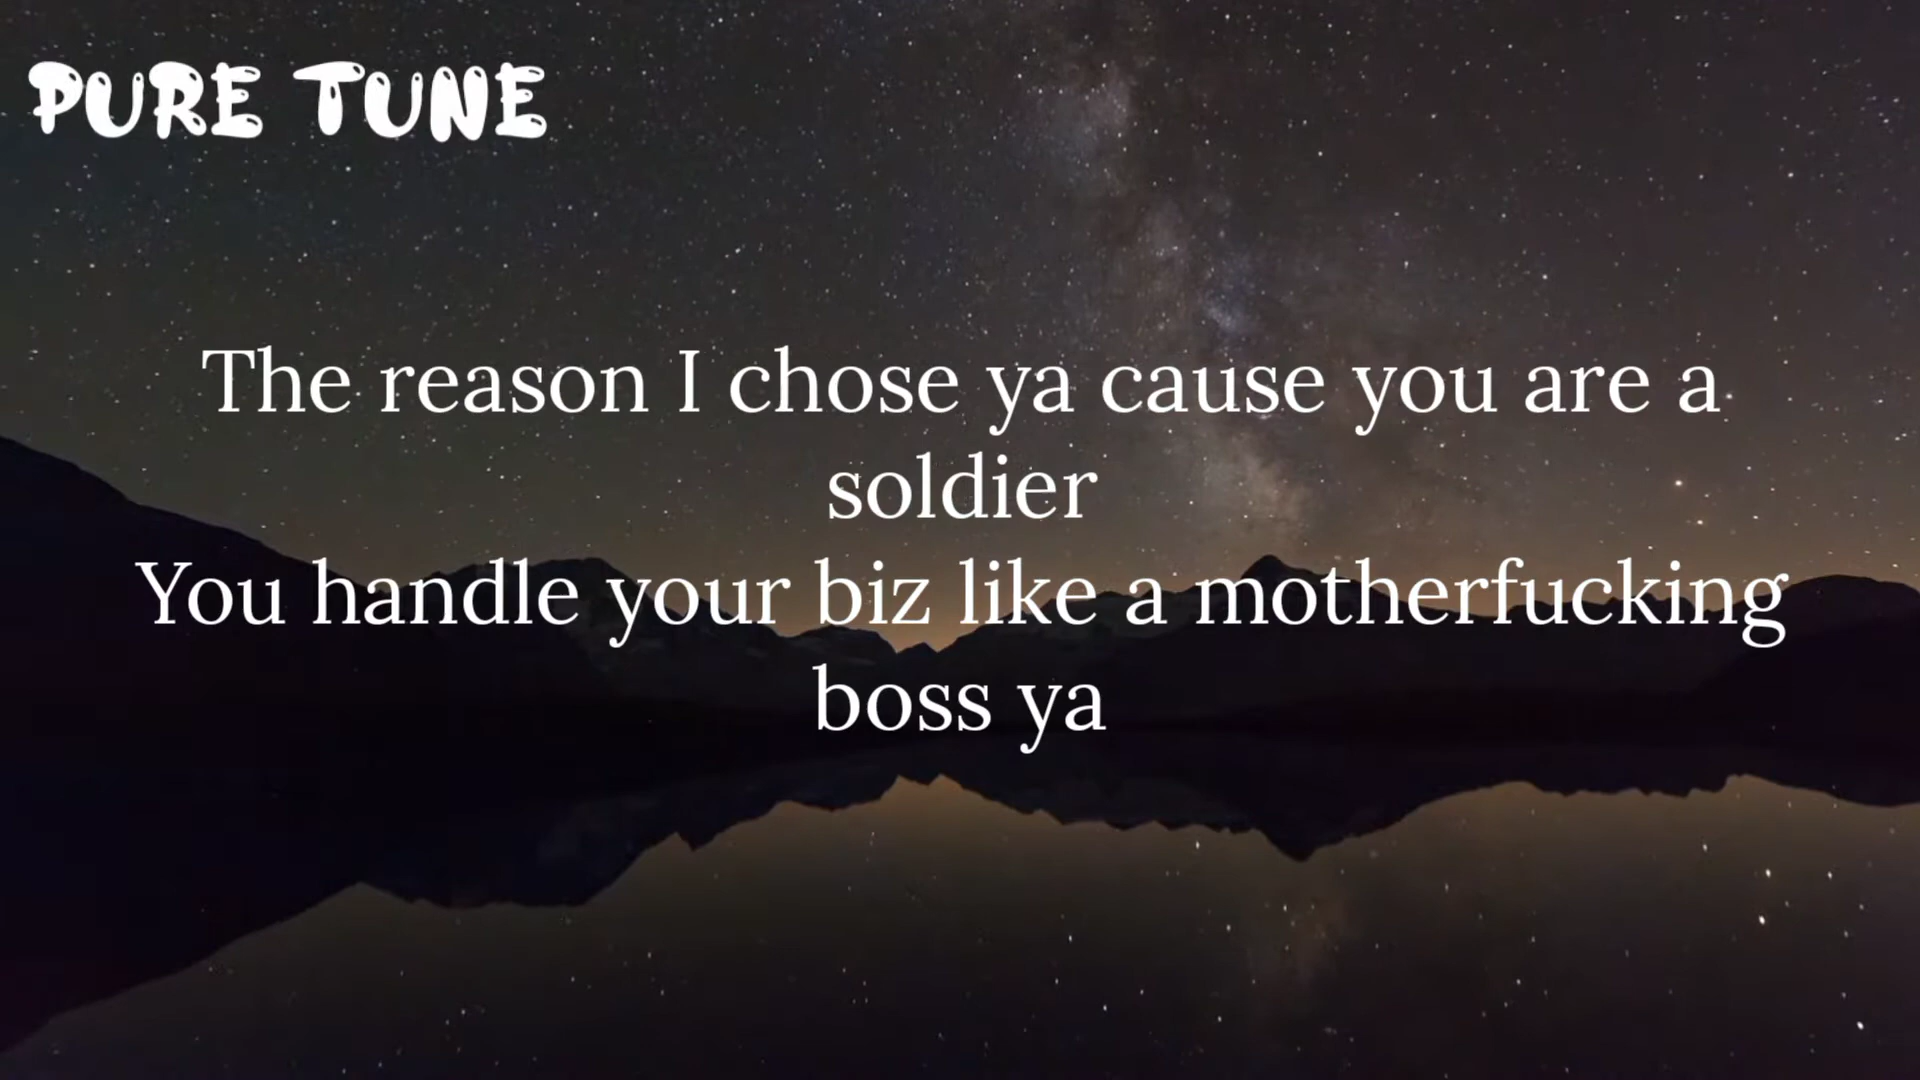 PURE TUNE
The reason I chose ya cause you are a
soldier
You handle your biz like a motherfucking
boss ya